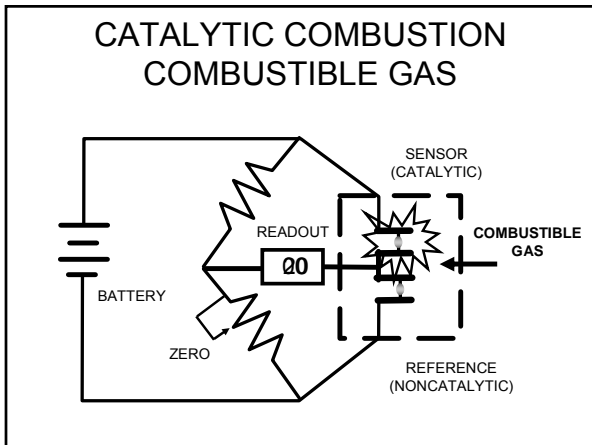 CATALYTIC COMBUSTION
COMBUSTIBLE GAS
SENSOR
(CATALYTIC)
READOUT
COMBUSTIBLE
GAS
BATTERY
ZERO
REFERENCE
(NONCATALYTIC)